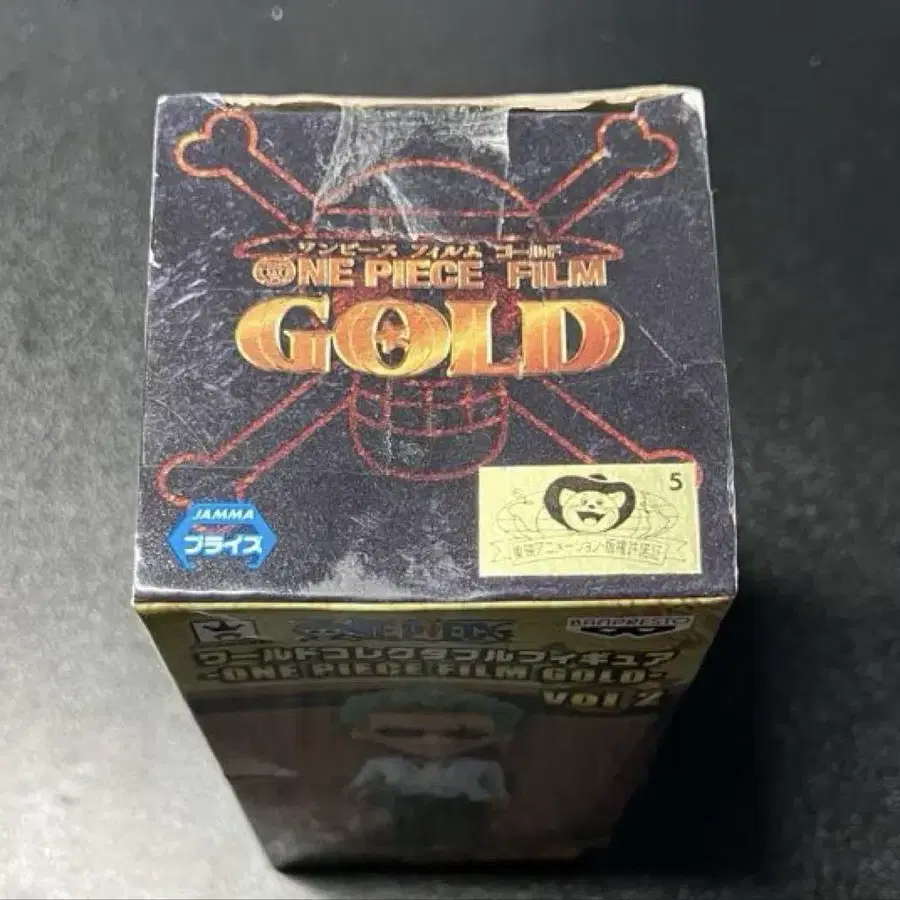 ワンピース フィルム ゴールド
ONE PIECE FILM
GOLD
5
東映アニメーション・版権許諾証
JAMMA
プライズ
BANPRESTO
ワールドコレクタブルフィギュア
-ONE PIECE FILM GOLD-
vol 2